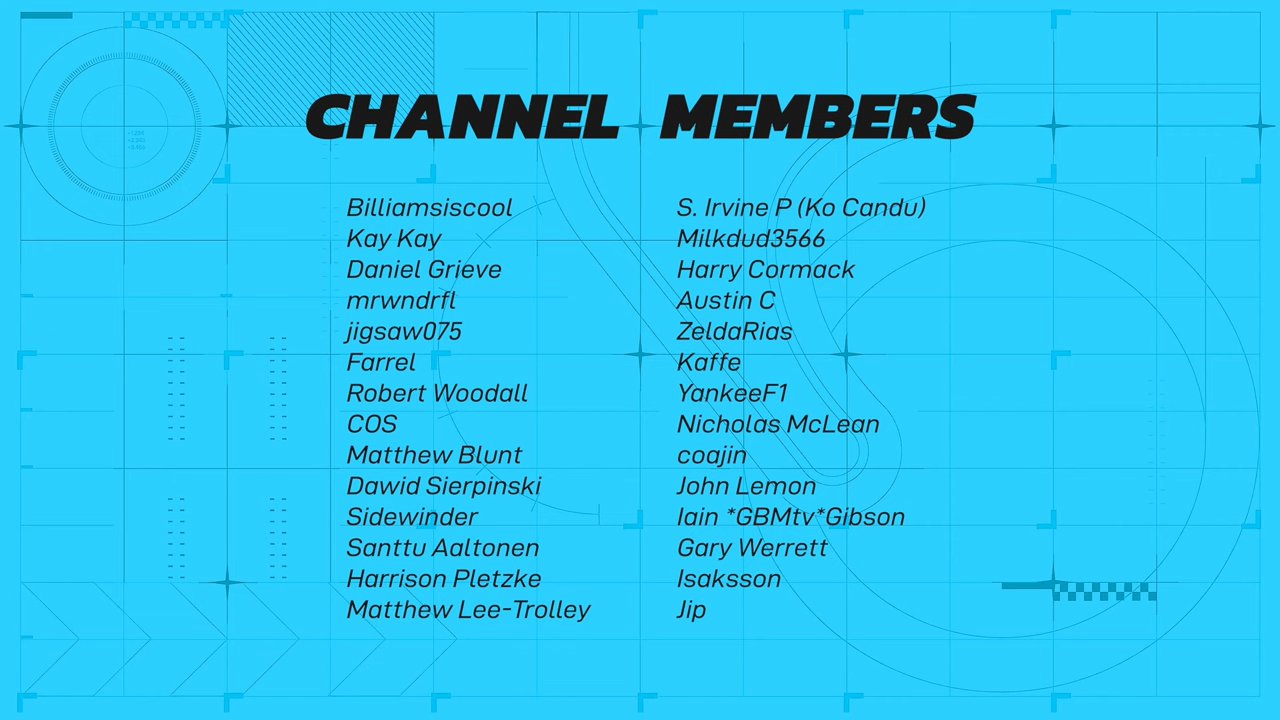 CHANNEL MEMBERS
Billiamsiscool
Kay Kay
Daniel Grieve
mrwndrfl
jigsaw075
Farrel
Robert Woodall
COS
Matthew Blunt
Dawid Sierpinski
Sidewinder
Santtu Aaltonen
Harrison Pletzke
Matthew Lee-Trolley
S. Irvine P (Ko Candu)
Milkdud3566
Harry Cormack
Austin C
ZeldaRias
Kaffe
YankeeF1
Nicholas McLean
coajin
John Lemon
Iain *GBMtv*Gibson
Gary Werrett
Isaksson
Jip